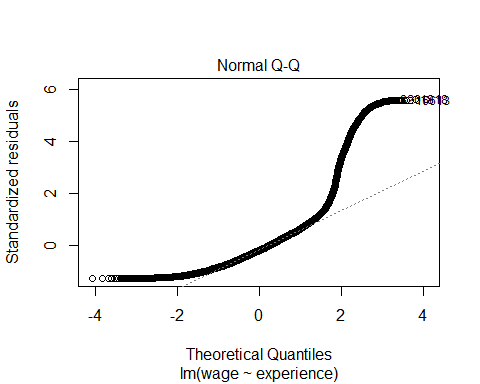 Normal Q-Q
Standardized residuals
6
4
2
0
-4
-2
0
2
4
Theoretical Quantiles
lm(wage ~ experience)